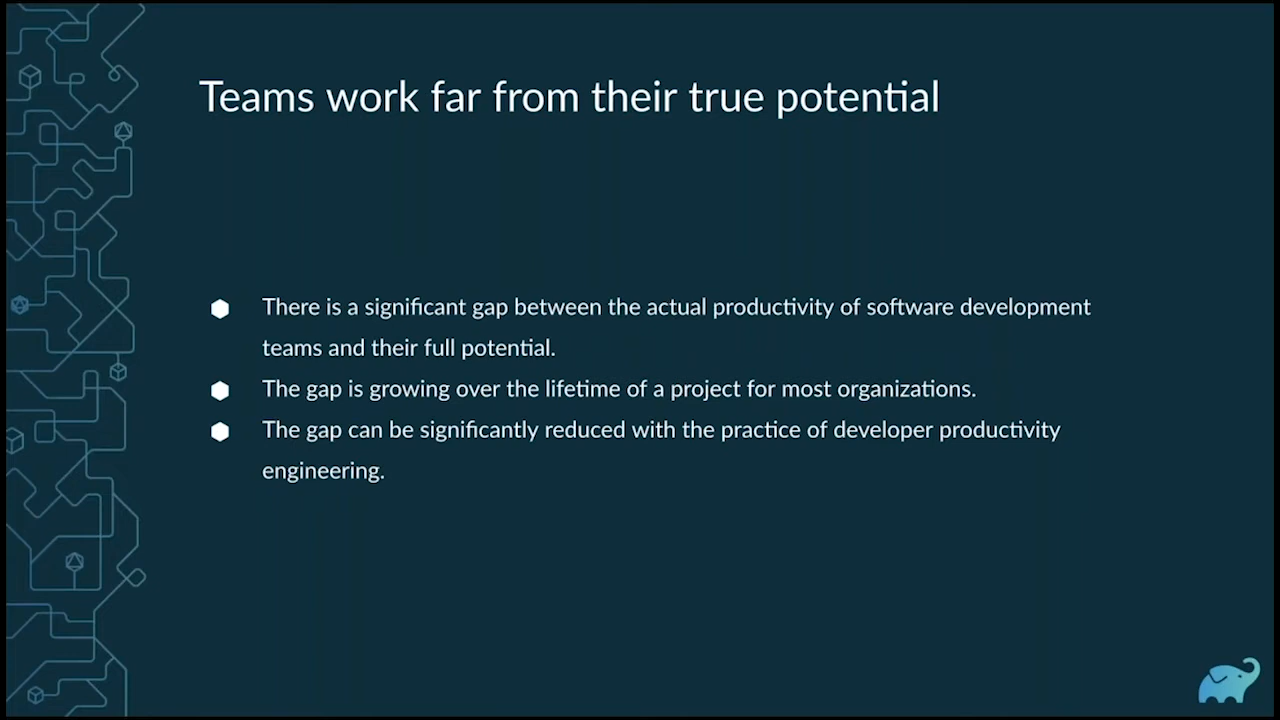 Teams work far from their true potential
There is a significant gap between the actual productivity of software development
teams and their full potential.
The gap is growing over the lifetime of a project for most organizations.
The gap can be significantly reduced with the practice of developer productivity
engineering.